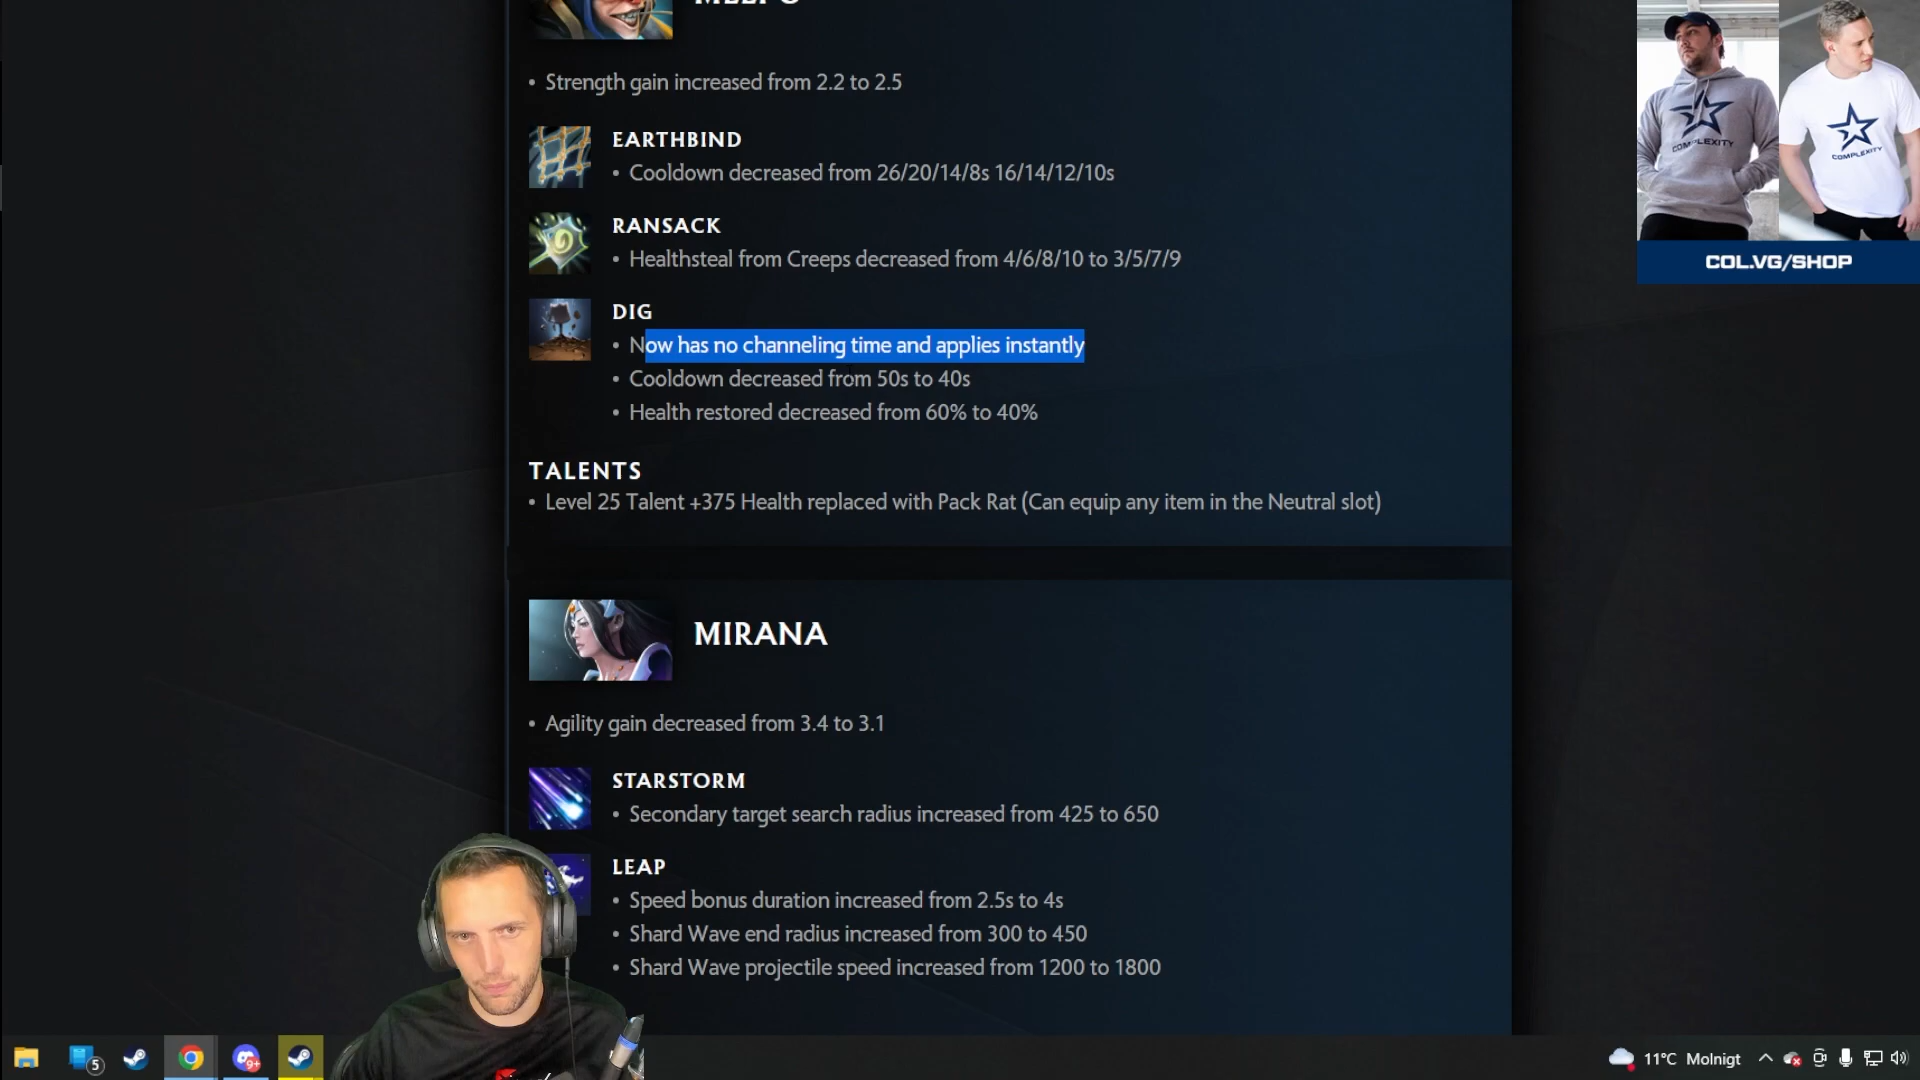 MEEPO
Strength gain increased from 2.2 to 2.5
EARTHBIND
Cooldown decreased from 26/20/14/8s 16/14/12/10s
RANSACK
Healthsteal from Creeps decreased from 4/6/8/10 to 3/5/7/9
DIG
Now has no channeling time and applies instantly
Cooldown decreased from 50s to 40s
Health restored decreased from 60% to 40%
TALENTS
Level 25 Talent +375 Health replaced with Pack Rat (Can equip any item in the Neutral slot)
MIRANA
Agility gain decreased from 3.4 to 3.1
STARSTORM
Secondary target search radius increased from 425 to 650
LEAP
Speed bonus duration increased from 2.5s to 4s
Shard Wave end radius increased from 300 to 450
Shard Wave projectile speed increased from 1200 to 1800
COMPLEXITY
COMPLEXITY
COL.VG/SHOP
5
9+
11°C Molnigt